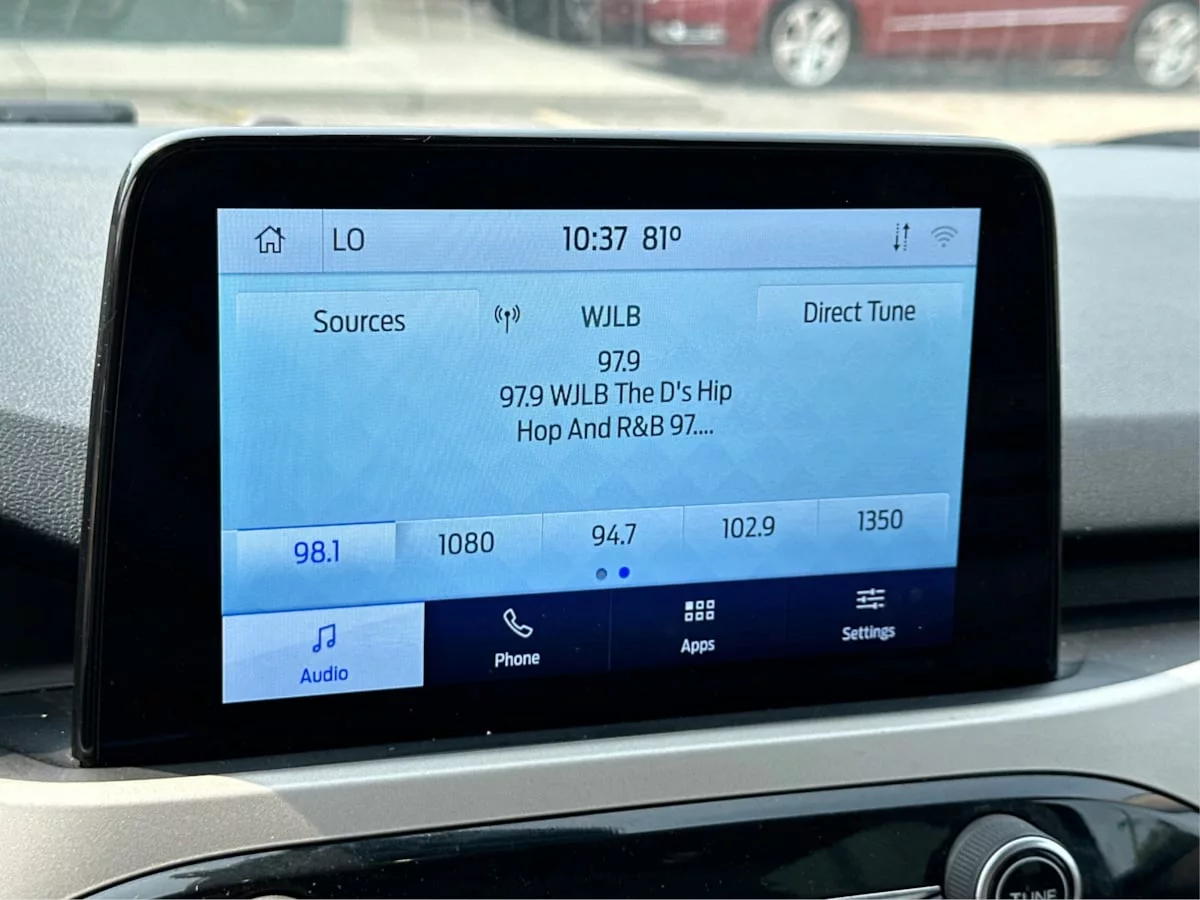 LO
10:37 81°
Sources
WJLB
Direct Tune
97.9
97.9 WJLB The D's Hip
Hop And R&B 97....
98.1
1080
94.7
102.9
1350
Audio
Phone
Apps
Settings
TUNE